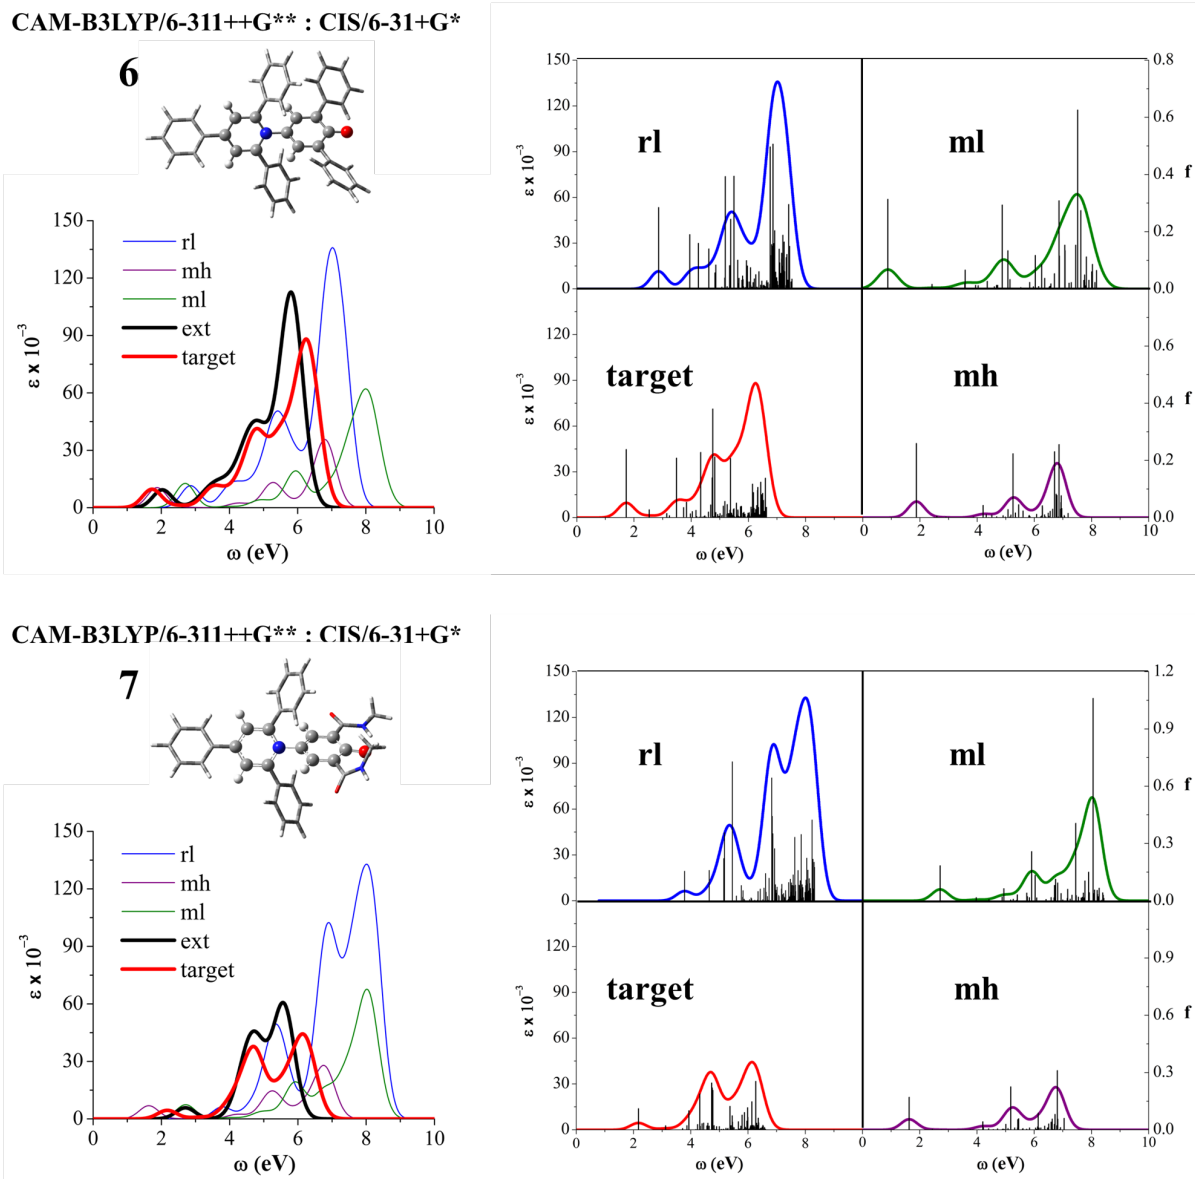 CAM-B3LYP/6-311++G** : CIS/6-31+G*
6
150
120
90
60
30
0
ε x 10⁻³
rl
mh
ml
ext
target
0 2 4 6 8 10
ω (eV)
150
120
90
60
30
0
ε x 10⁻³
rl
ml
0.8
0.6
0.4
0.2
0.0
f
120
90
60
30
0
ε x 10⁻³
target
mh
0.6
0.4
0.2
0.0
f
0 2 4 6 8 0 2 4 6 8 10
ω (eV) ω (eV)
CAM-B3LYP/6-311++G** : CIS/6-31+G*
7
150
120
90
60
30
0
ε x 10⁻³
rl
mh
ml
ext
target
0 2 4 6 8 10
ω (eV)
150
120
90
60
30
0
ε x 10⁻³
rl
ml
1.2
0.9
0.6
0.3
0.0
f
120
90
60
30
0
ε x 10⁻³
target
mh
0.9
0.6
0.3
0.0
f
0 2 4 6 8 0 2 4 6 8 10
ω (eV) ω (eV)